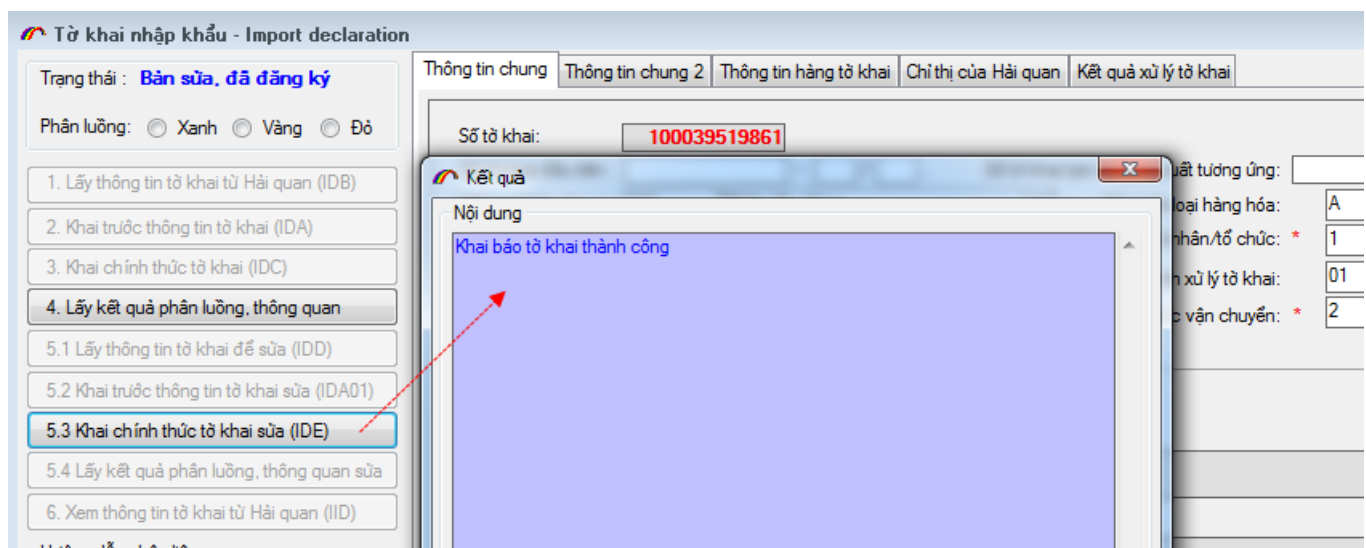 Tờ khai nhập khẩu - Import declaration
Trạng thái : Bản sửa, đã đăng ký
Phân luồng: Xanh Vàng Đỏ
1. Lấy thông tin tờ khai từ Hải quan (IDB)
2. Khai trước thông tin tờ khai (IDA)
3. Khai chính thức tờ khai (IDC)
4. Lấy kết quả phân luồng, thông quan
5.1 Lấy thông tin tờ khai để sửa (IDD)
5.2 Khai trước thông tin tờ khai sửa (IDA01)
5.3 Khai chính thức tờ khai sửa (IDE)
5.4 Lấy kết quả phân luồng, thông quan sửa
6. Xem thông tin tờ khai từ Hải quan (IID)
Thông tin chung Thông tin chung 2 Thông tin hàng tờ khai Chỉ thị của Hải quan Kết quả xử lý tờ khai
Số tờ khai: 100039519861
Kết quả
Nội dung
Khai báo tờ khai thành công
uất tương ứng:
loại hàng hóa: A
nhân/tổ chức: * 1
xử lý tờ khai: 01
vận chuyển: * 2